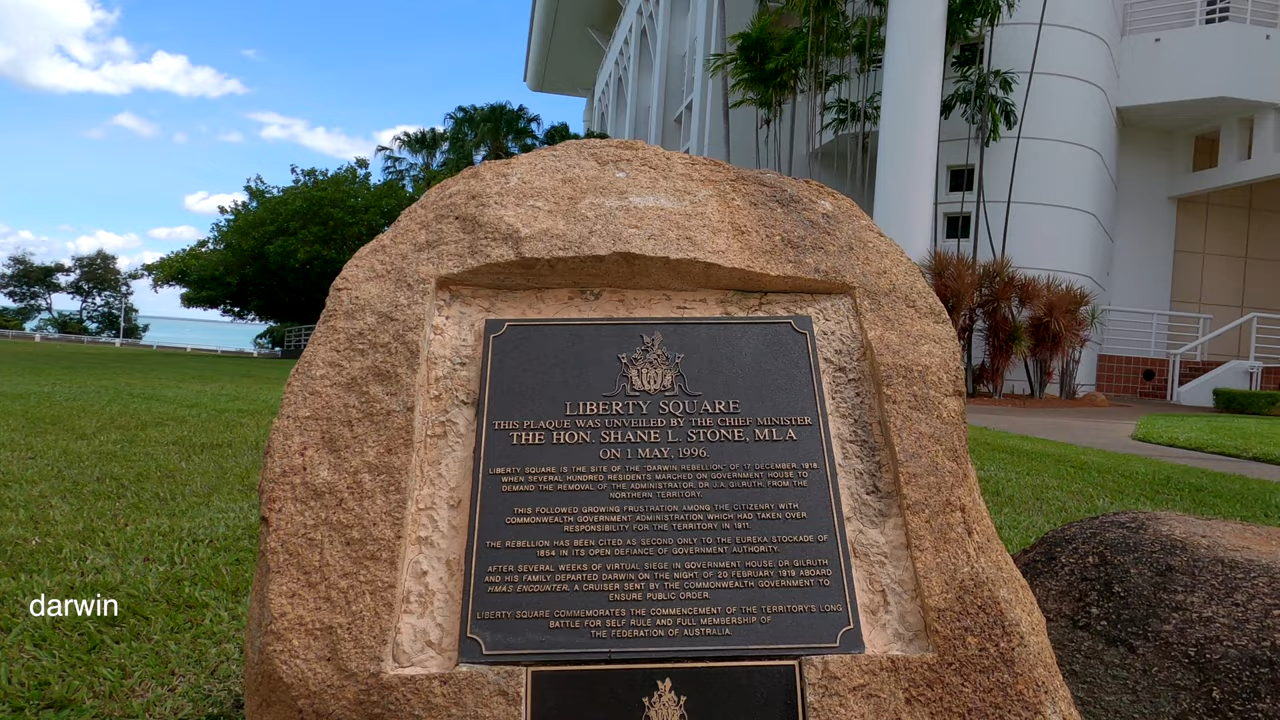 LIBERTY SQUARE
THIS PLAQUE WAS UNVEILED BY THE CHIEF MINISTER
THE HON. SHANE L. STONE, MLA
ON 1 MAY, 1996.
LIBERTY SQUARE IS THE SITE OF THE "DARWIN REBELLION" OF 17 DECEMBER, 1918.
WHEN SEVERAL HUNDRED RESIDENTS MARCHED ON GOVERNMENT HOUSE TO
DEMAND THE REMOVAL OF THE ADMINISTRATOR, DR J.A. GILRUTH, FROM THE
NORTHERN TERRITORY.
THIS FOLLOWED GROWING FRUSTRATION AMONG THE CITIZENRY WITH
COMMONWEALTH GOVERNMENT ADMINISTRATION WHICH HAD TAKEN OVER
RESPONSIBILITY FOR THE TERRITORY IN 1911.
THE REBELLION HAS BEEN CITED AS SECOND ONLY TO THE EUREKA STOCKADE OF
1854 IN ITS OPEN DEFIANCE OF GOVERNMENT AUTHORITY.
AFTER SEVERAL WEEKS OF VIRTUAL SIEGE IN GOVERNMENT HOUSE, DR GILRUTH
AND HIS FAMILY DEPARTED DARWIN ON THE NIGHT OF 20 FEBRUARY 1919 ABOARD
HMAS ENCOUNTER, A CRUISER SENT BY THE COMMONWEALTH GOVERNMENT TO
ENSURE PUBLIC ORDER.
LIBERTY SQUARE COMMEMORATES THE COMMENCEMENT OF THE TERRITORY'S LONG
BATTLE FOR SELF RULE AND FULL MEMBERSHIP OF
THE FEDERATION OF AUSTRALIA.
darwin